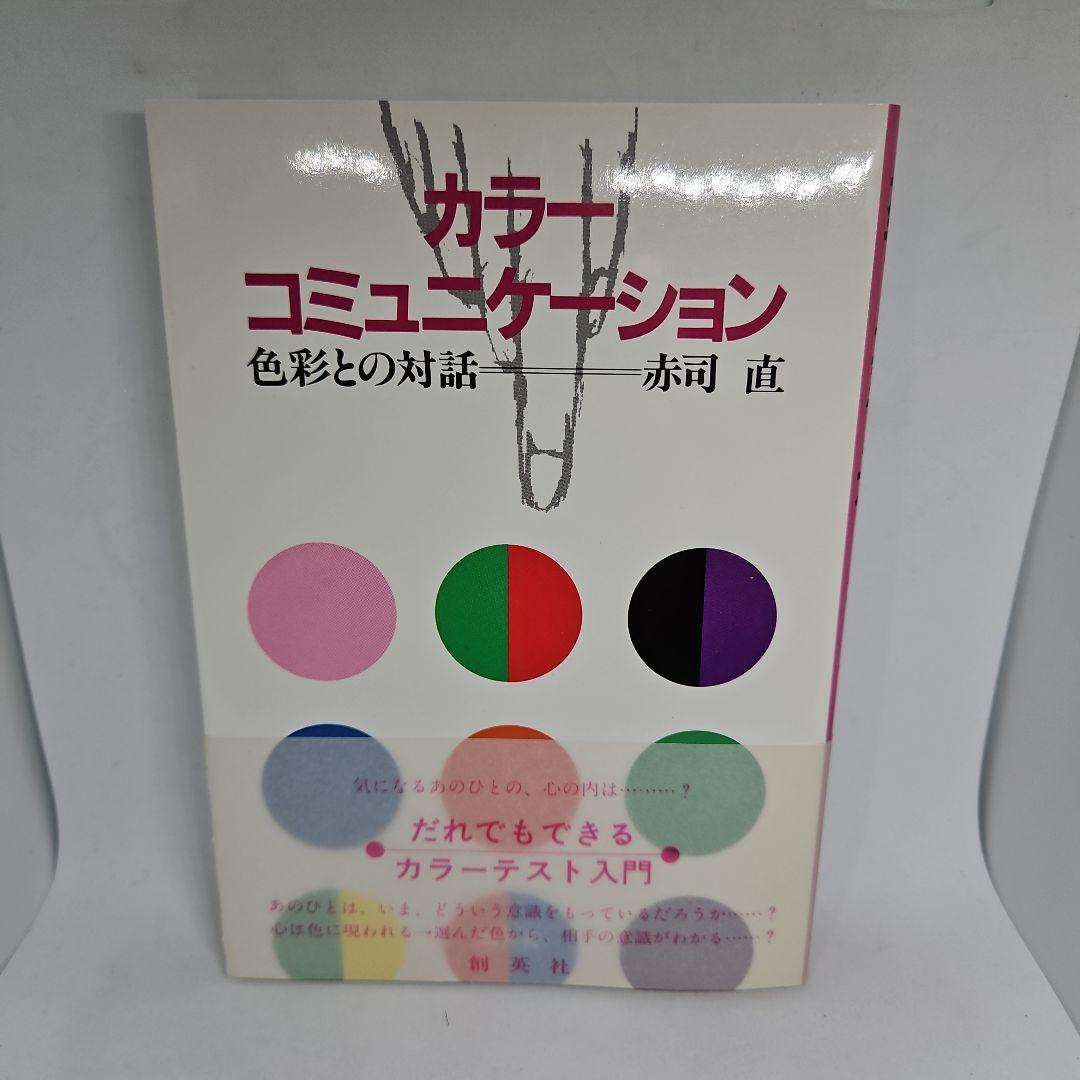 カラー
コミュニケーション
色彩との対話══赤司 直
気になるあのひとの、心の内は………?
だれでもできる
カラーテスト入門
あのひとは、いま、どういう意識をもっているだろうか……?
心は色に現われる→選んだ色から、相手の意識がわかる……?
創英社